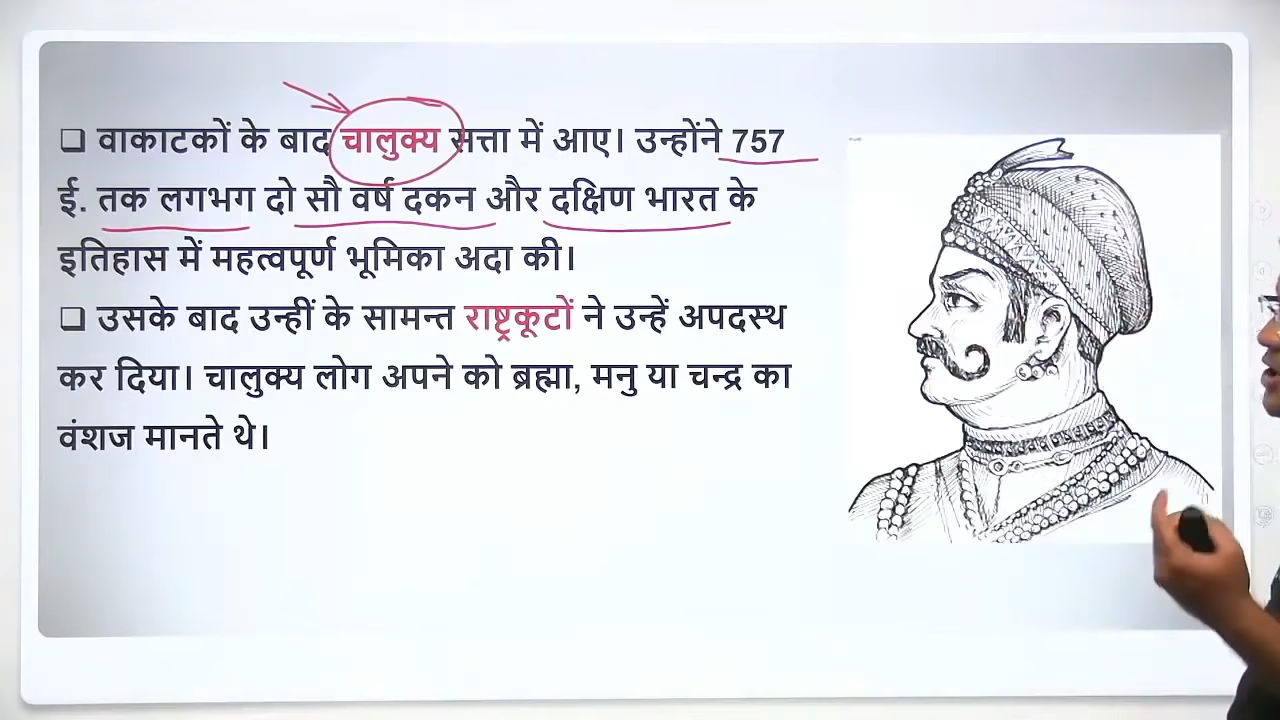 ❑ वाकाटकों के बाद चालुक्य सत्ता में आए। उन्होंने 757
ई. तक लगभग दो सौ वर्ष दकन और दक्षिण भारत के
इतिहास में महत्वपूर्ण भूमिका अदा की।
❑ उसके बाद उन्हीं के सामन्त राष्ट्रकूटों ने उन्हें अपदस्थ
कर दिया। चालुक्य लोग अपने को ब्रह्मा, मनु या चन्द्र का
वंशज मानते थे।